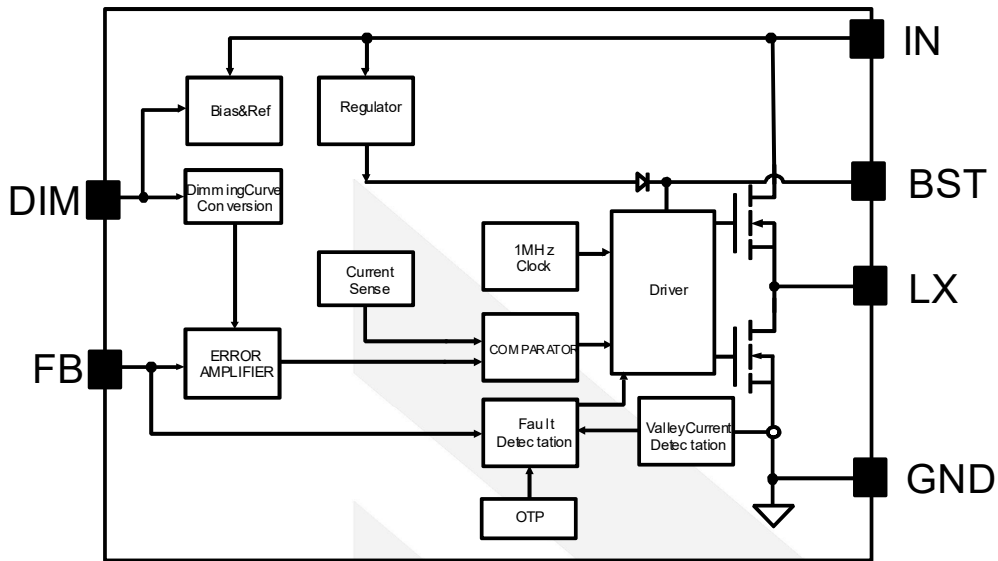 IN
Bias&Ref
Regulator
DIM
DimmingCurve
Conversion
BST
1MHz
Clock
Driver
Current
Sense
LX
FB
ERROR
AMPLIFIER
COMPARATOR
Fault
Detectation
ValleyCurrent
Detectation
GND
OTP